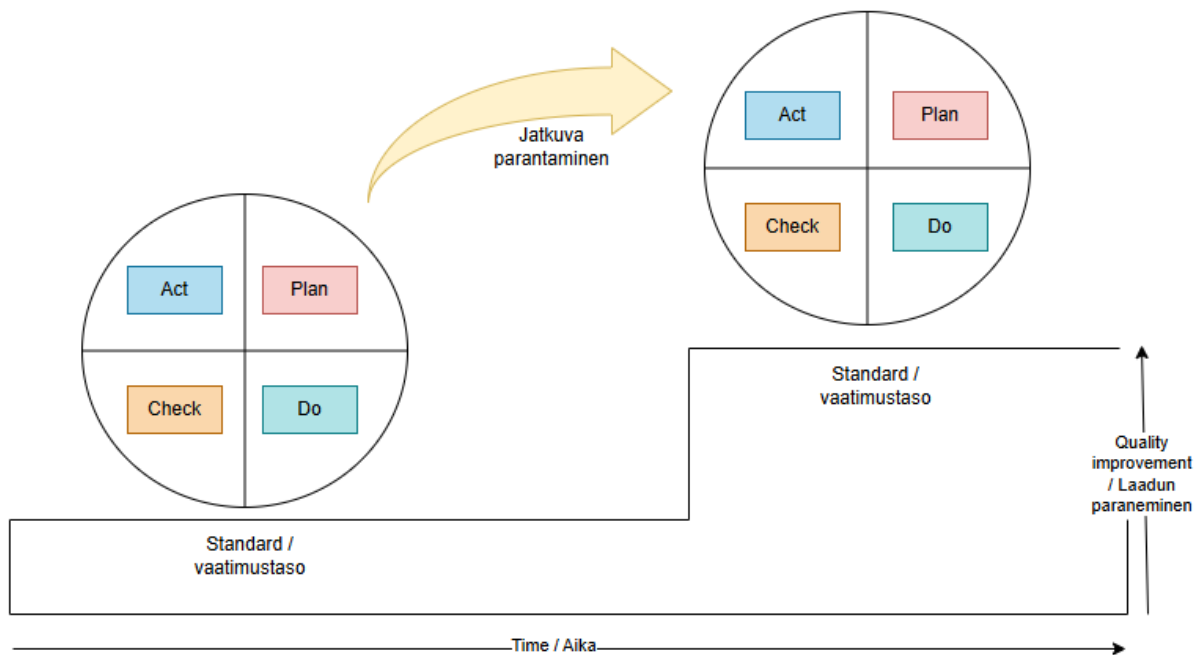 Act
Plan
Check
Do
Jatkuva
parantaminen
Act
Plan
Check
Do
Standard /
vaatimustaso
Standard /
vaatimustaso
Quality
improvement
/ Laadun
paraneminen
Time / Aika